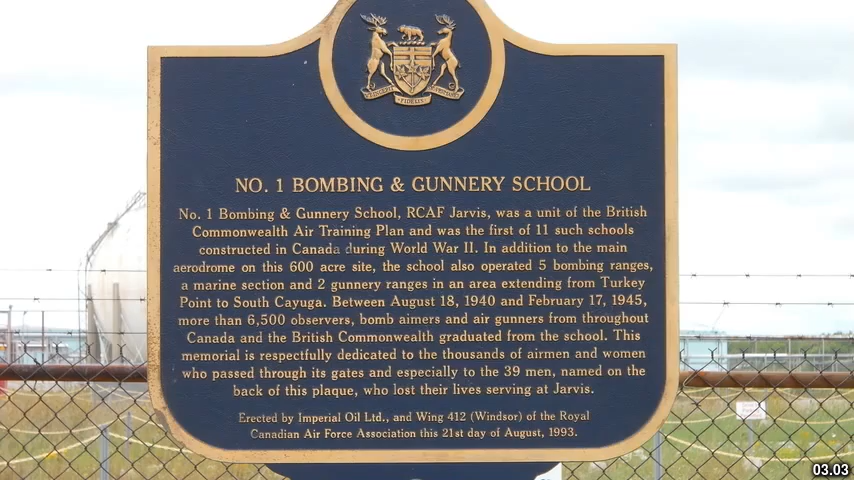 FIDELIS
NO. 1 BOMBING & GUNNERY SCHOOL
No. 1 Bombing & Gunnery School, RCAF Jarvis, was a unit of the British
Commonwealth Air Training Plan and was the first of 11 such schools
constructed in Canada during World War II. In addition to the main
aerodrome on this 600 acre site, the school also operated 5 bombing ranges,
a marine section and 2 gunnery ranges in an area extending from Turkey
Point to South Cayuga. Between August 18, 1940 and February 17, 1945,
more than 6,500 observers, bomb aimers and air gunners from throughout
Canada and the British Commonwealth graduated from the school. This
memorial is respectfully dedicated to the thousands of airmen and women
who passed through its gates and especially to the 39 men, named on the
back of this plaque, who lost their lives serving at Jarvis.
Erected by Imperial Oil Ltd., and Wing 412 (Windsor) of the Royal
Canadian Air Force Association this 21st day of August, 1993.
03.03